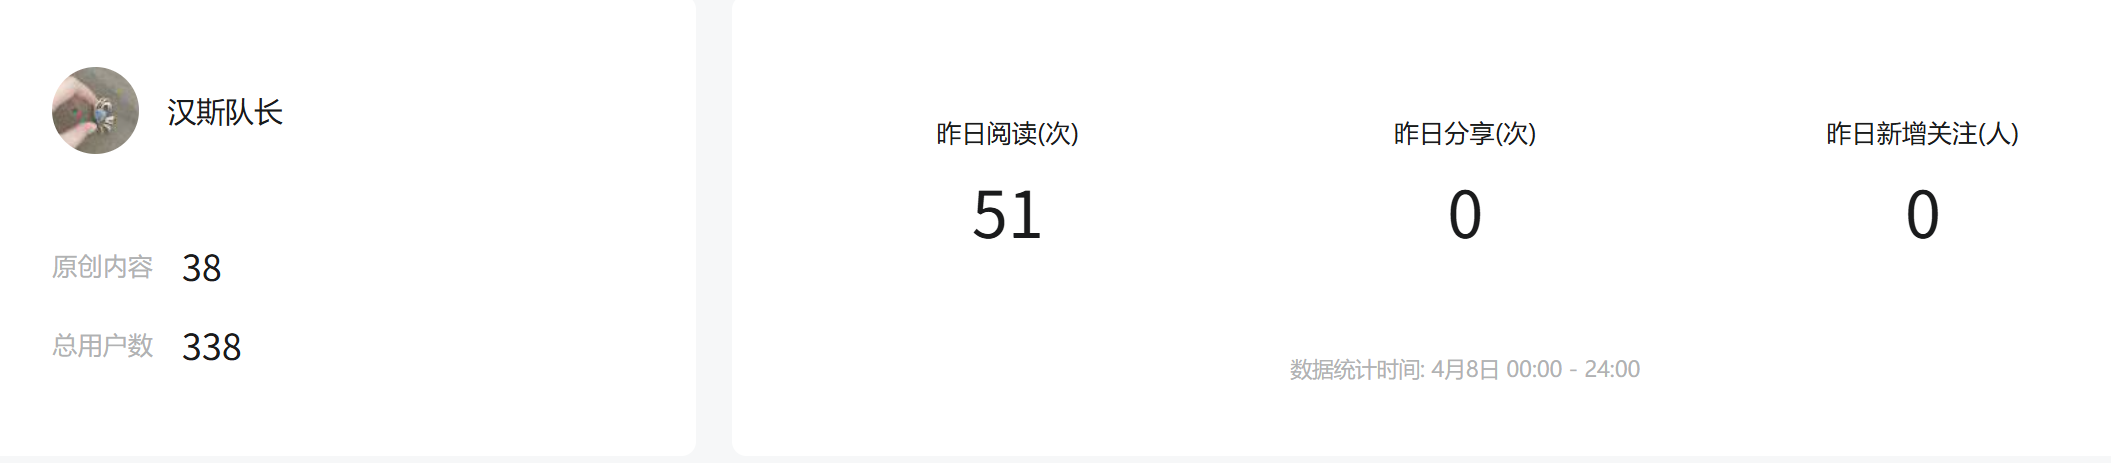 汉斯队长
原创内容 38
总用户数 338
昨日阅读(次) 昨日分享(次) 昨日新增关注(人)
51 0 0
数据统计时间: 4月8日 00:00 - 24:00